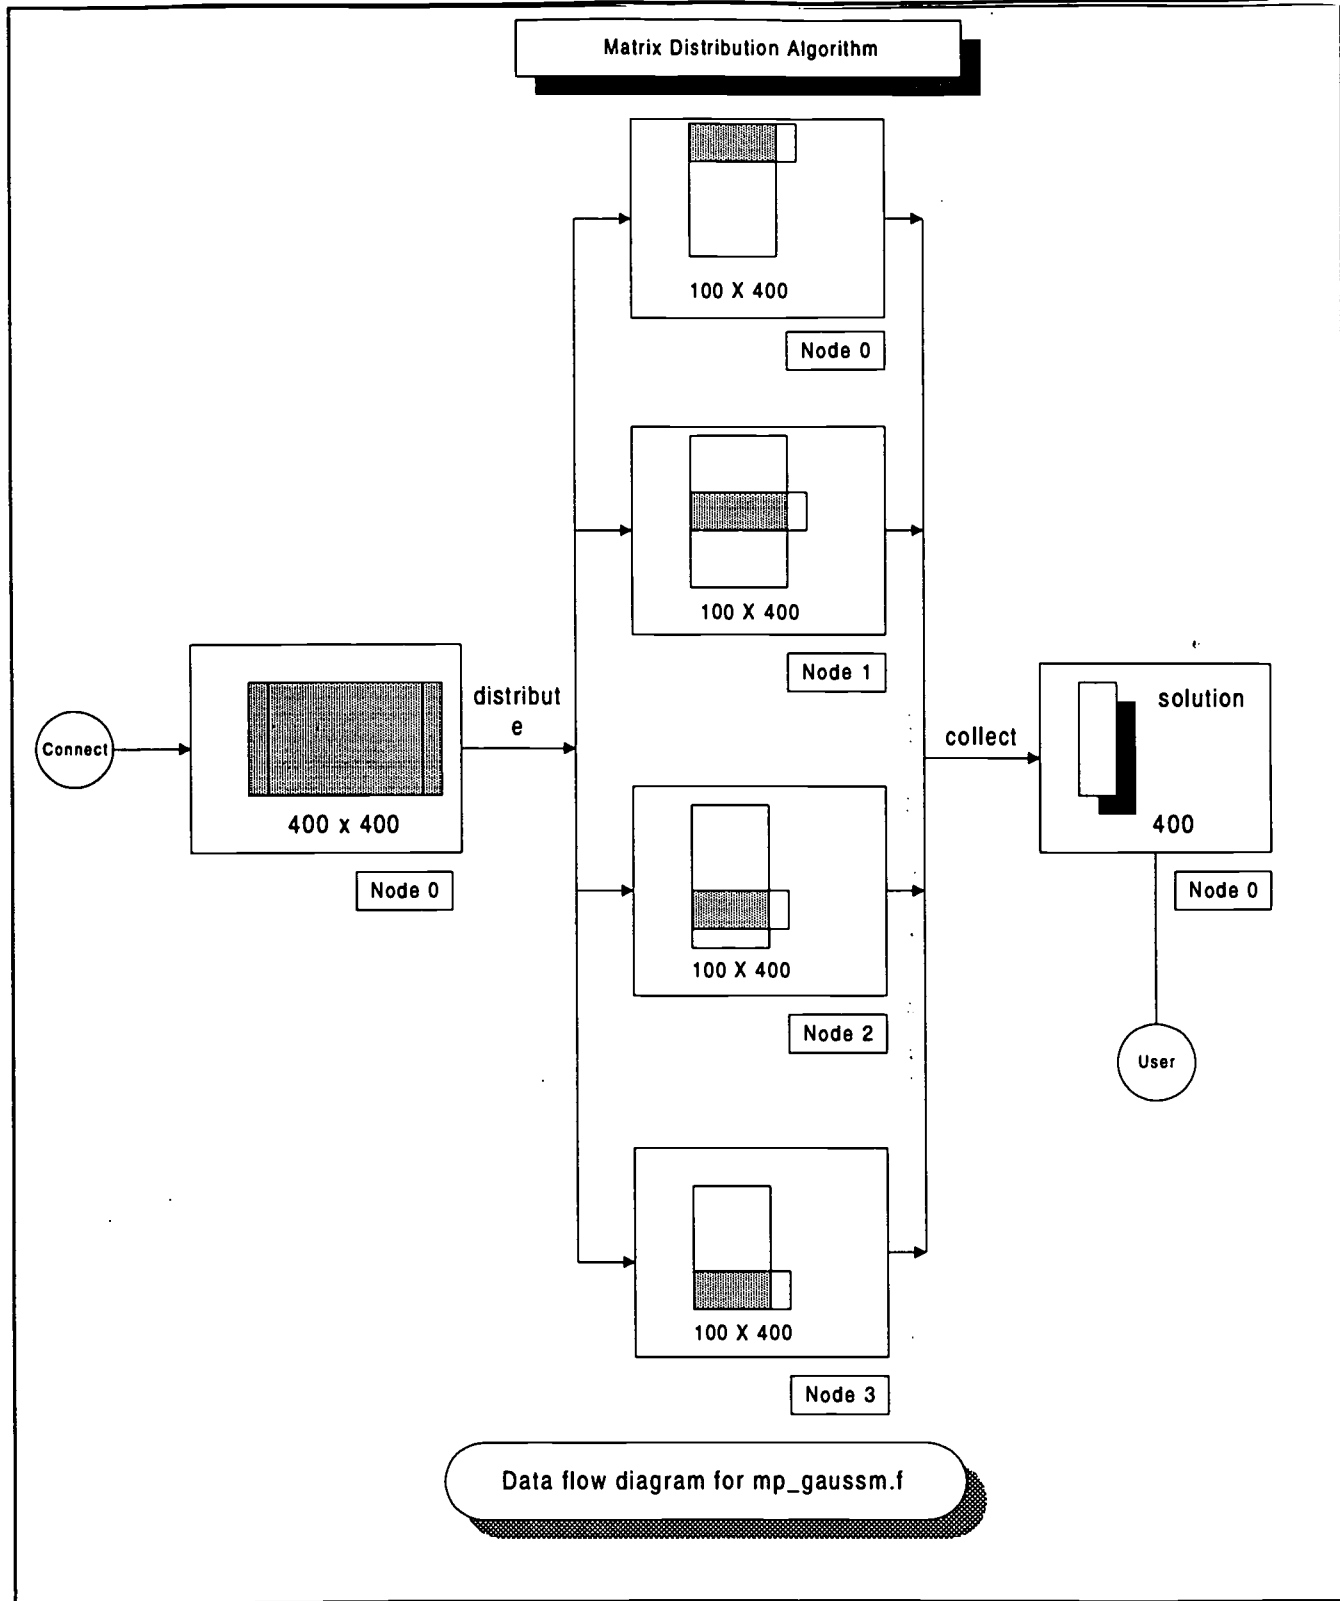 Matrix Distribution Algorithm
100 X 400
Node 0
100 X 400
Node 1
Connect
400 x 400
Node 0
distribut
e
collect
solution
400
Node 0
100 X 400
Node 2
User
100 X 400
Node 3
Data flow diagram for mp_gaussm.f